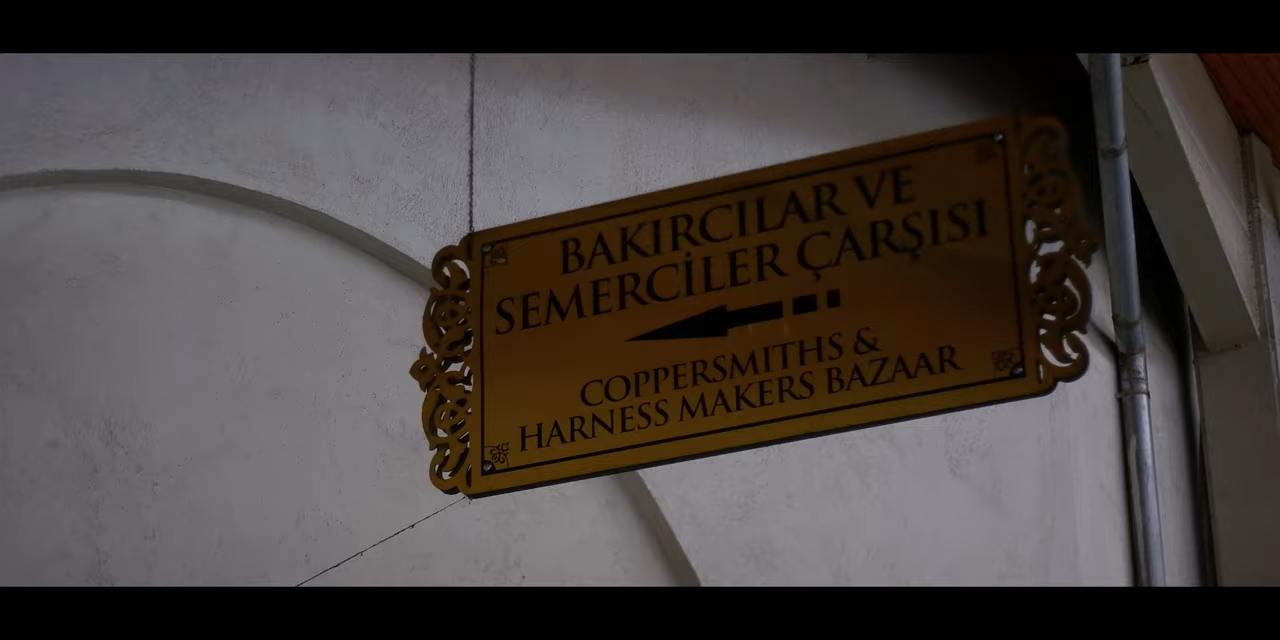 BAKIRCILAR VE
SEMERCİLER ÇARŞISI
COPPERSMITHS &
HARNESS MAKERS BAZAAR